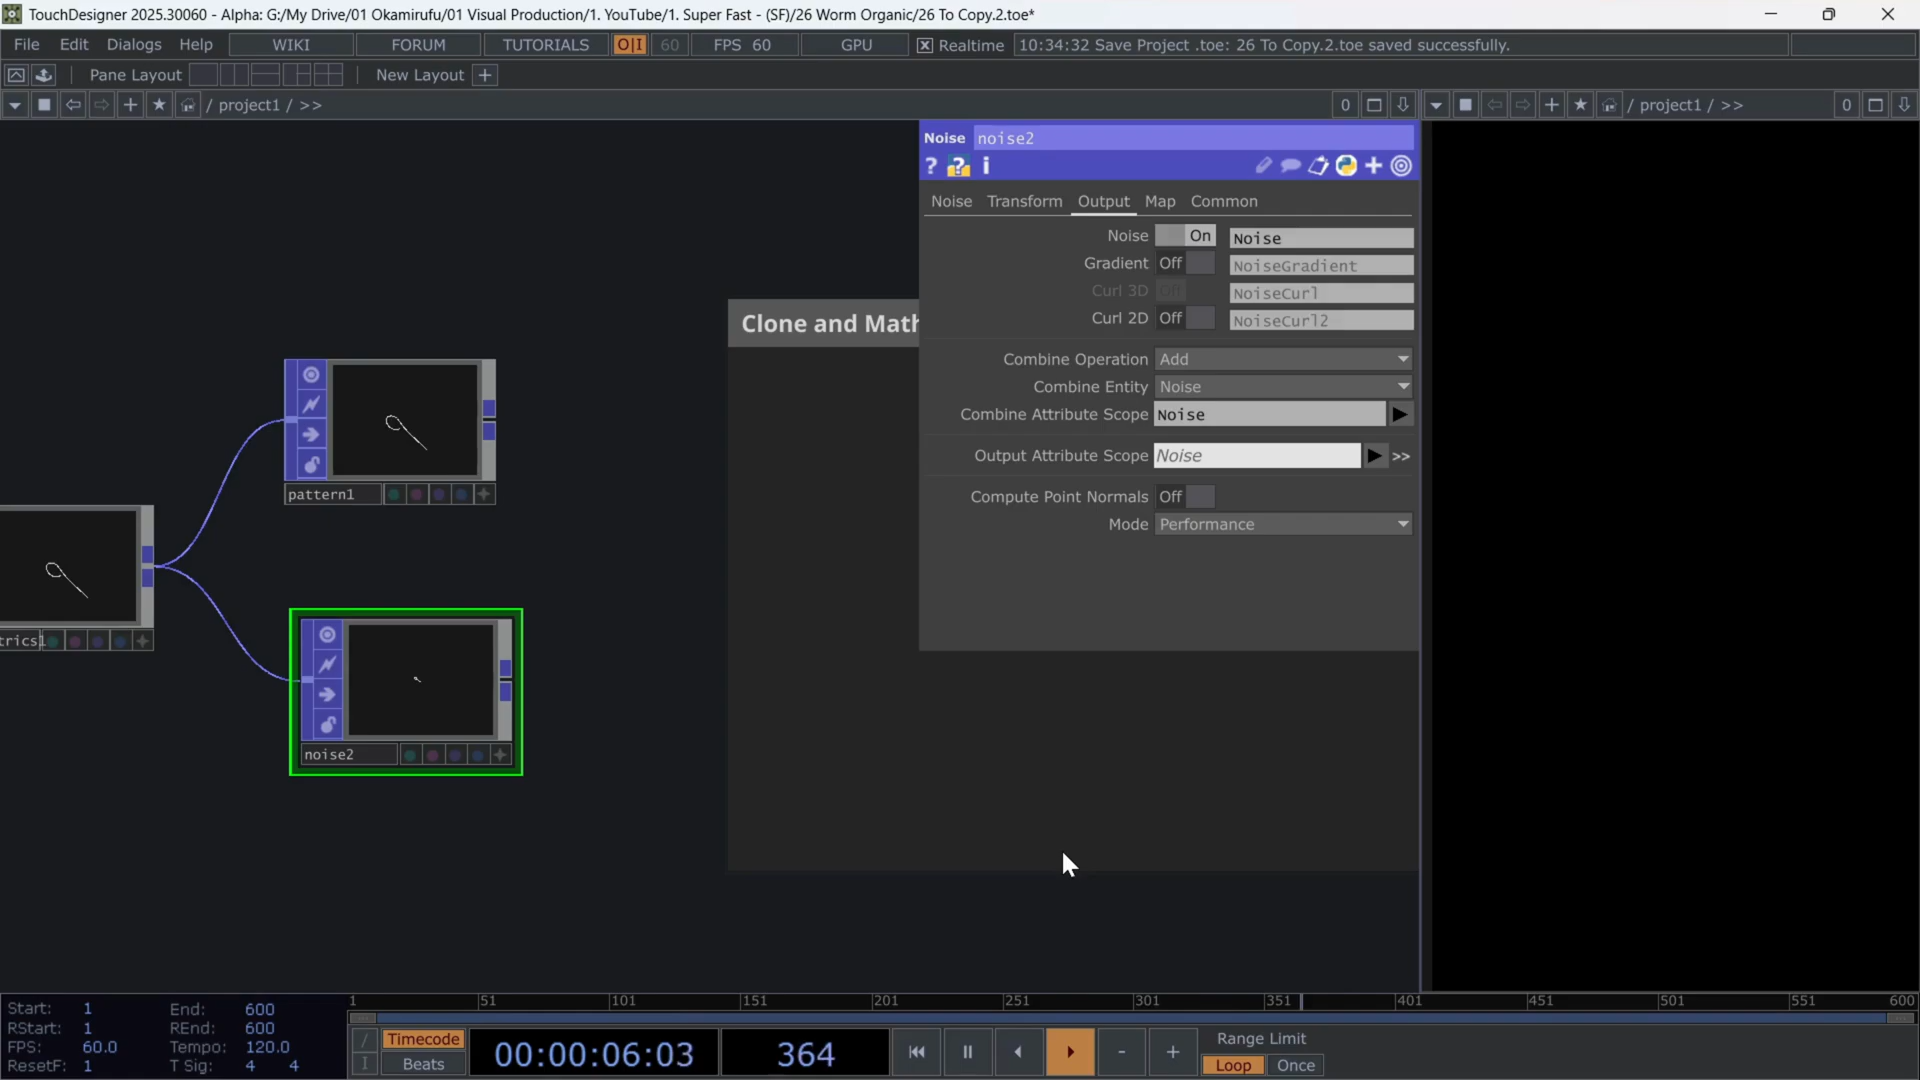 TouchDesigner 2025.30060 - Alpha: G:/My Drive/01 Okamirufu/01 Visual Production/1. YouTube/1. Super Fast - (SF)/26 Worm Organic/26 To Copy.2.toe*
File Edit Dialogs Help WIKI FORUM TUTORIALS O|I 60 FPS 60 GPU X Realtime 10:34:32 Save Project .toe: 26 To Copy.2.toe saved successfully.
Pane Layout New Layout +
/ project1 / >> 0 / project1 / >> 0
Noise noise2
? ? i
Noise Transform Output Map Common
Noise On Noise
Gradient Off NoiseGradient
Curl 3D Off NoiseCurl
Curl 2D Off NoiseCurl2
Clone and Math
Combine Operation Add
Combine Entity Noise
Combine Attribute Scope Noise
Output Attribute Scope Noise >>
Compute Point Normals Off
Mode Performance
pattern1
trics1
noise2
Start: 1 End: 600
RStart: 1 REnd: 600
FPS: 60.0 Tempo: 120.0
ResetF: 1 T Sig: 4 4
1 51 101 151 201 251 301 351 401 451 501 551 600
/ Timecode
I Beats
00:00:06:03 364
- +
Range Limit
Loop Once